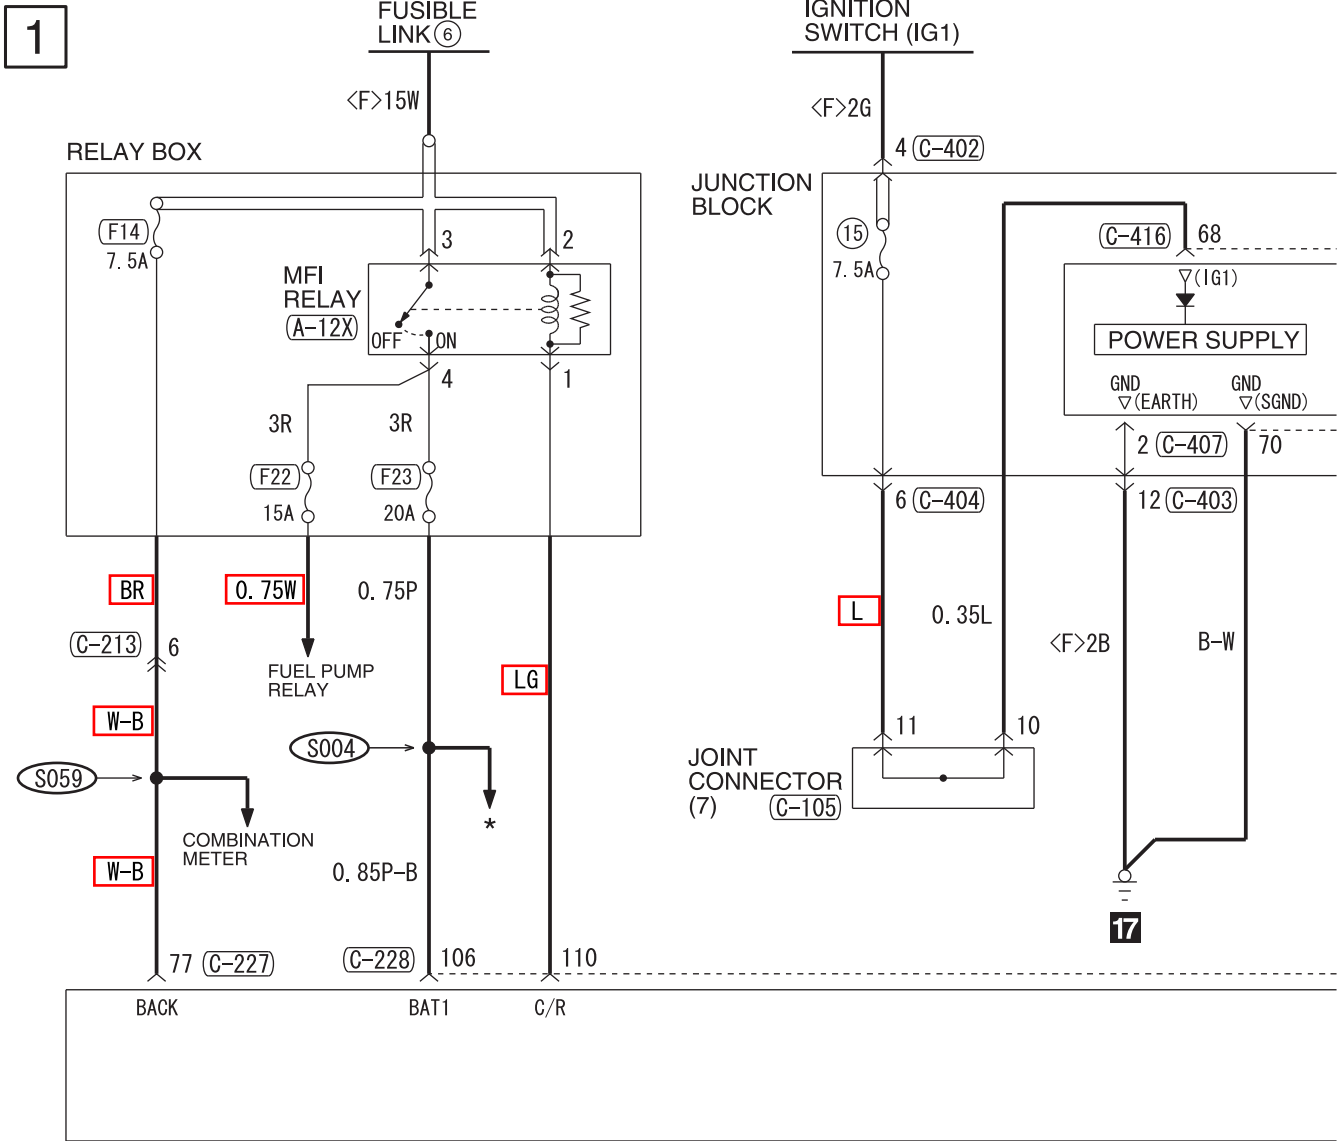 1
FUSIBLE
LINK 6
IGNITION
SWITCH (IG1)
<F>15W
<F>2G
4 C-402
RELAY BOX
JUNCTION
BLOCK
F14
7.5A
3
2
15
7.5A
C-416 68
MFI
RELAY
A-12X
OFF
ON
(IG1)
POWER SUPPLY
4
1
GND
(EARTH)
GND
(SGND)
3R
3R
2 C-407
70
F22
15A
F23
20A
6 C-404
12 C-403
BR
0.75W
0.75P
L
0.35L
<F>2B
B-W
C-213 6
FUEL PUMP
RELAY
LG
W-B
S004
11
10
S059
JOINT
CONNECTOR
(7) C-105
*
COMBINATION
METER
W-B
0.85P-B
17
77 C-227
C-228 106
110
BACK
BAT1
C/R